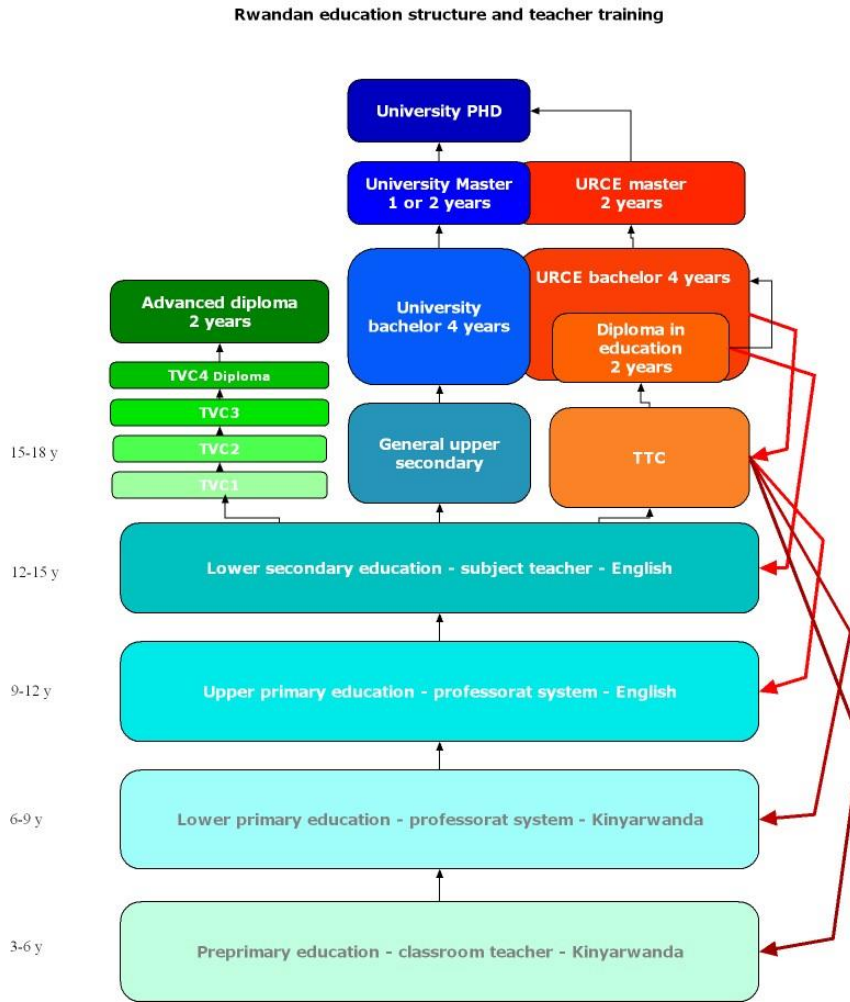 Rwandan education structure and teacher training
University PHD
University Master
1 or 2 years
URCE master
2 years
URCE bachelor 4 years
University
bachelor 4 years
Diploma in
education
2 years
Advanced diploma
2 years
TVC4 Diploma
TVC3
TVC2
TVC1
General upper
secondary
TTC
15-18 y
12-15 y
Lower secondary education - subject teacher - English
9-12 y
Upper primary education - professorat system - English
6-9 y
Lower primary education - professorat system - Kinyarwanda
3-6 y
Preprimary education - classroom teacher - Kinyarwanda